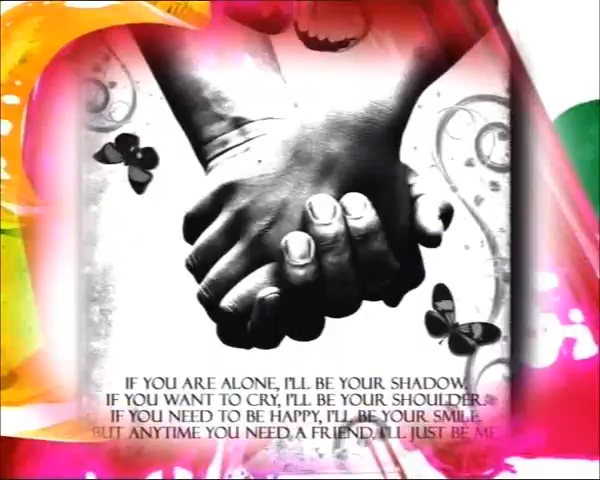 IF YOU ARE ALONE, I'LL BE YOUR SHADOW.
IF YOU WANT TO CRY, I'LL BE YOUR SHOULDER.
IF YOU NEED TO BE HAPPY, I'LL BE YOUR SMILE.
BUT ANYTIME YOU NEED A FRIEND, I'LL JUST BE ME